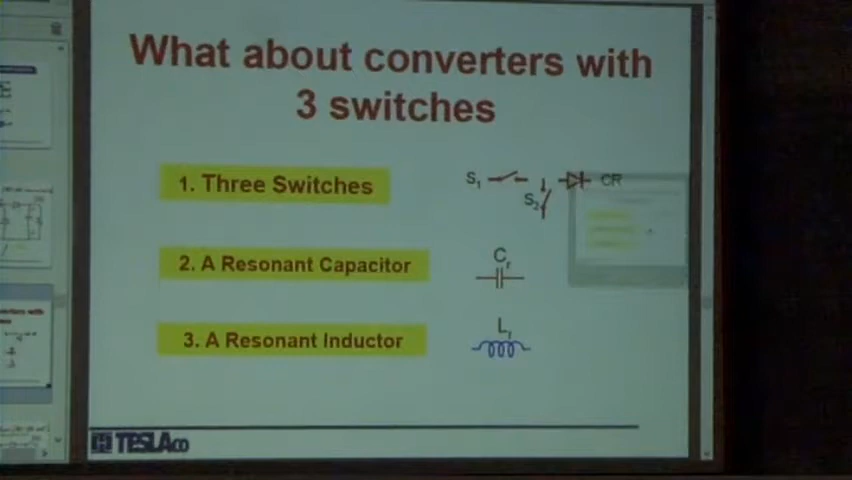 What about converters with
3 switches
1. Three Switches
S1
S2
CR
2. A Resonant Capacitor
Cr
3. A Resonant Inductor
Lr
TESLAco